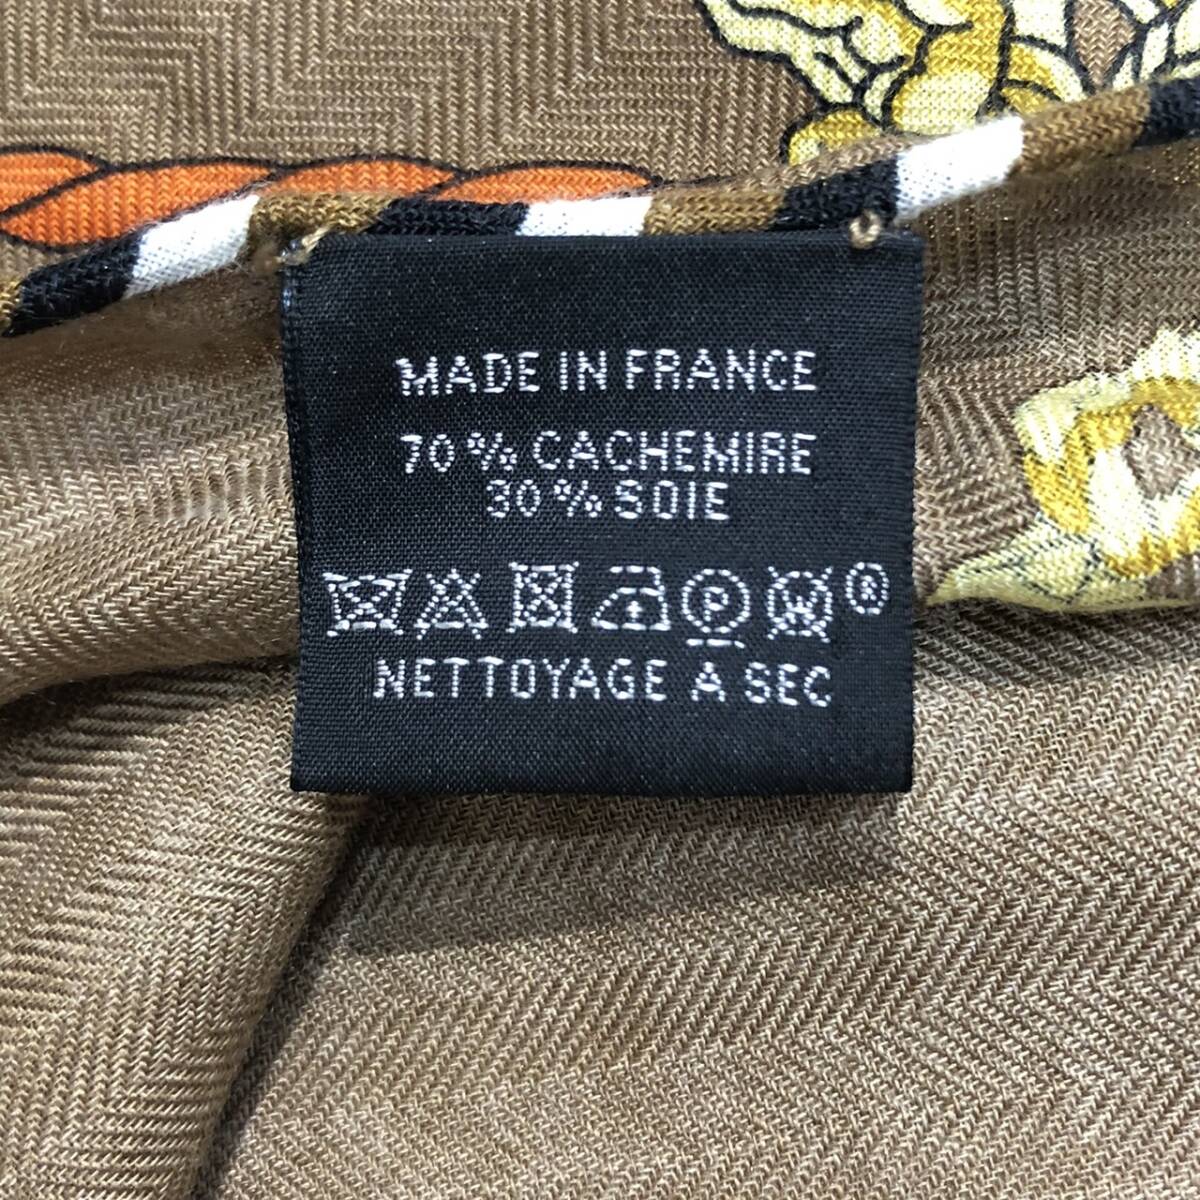 MADE IN FRANCE
70 % CACHEMIRE
30 % SOIE
P W ®
NETTOYAGE A SEC